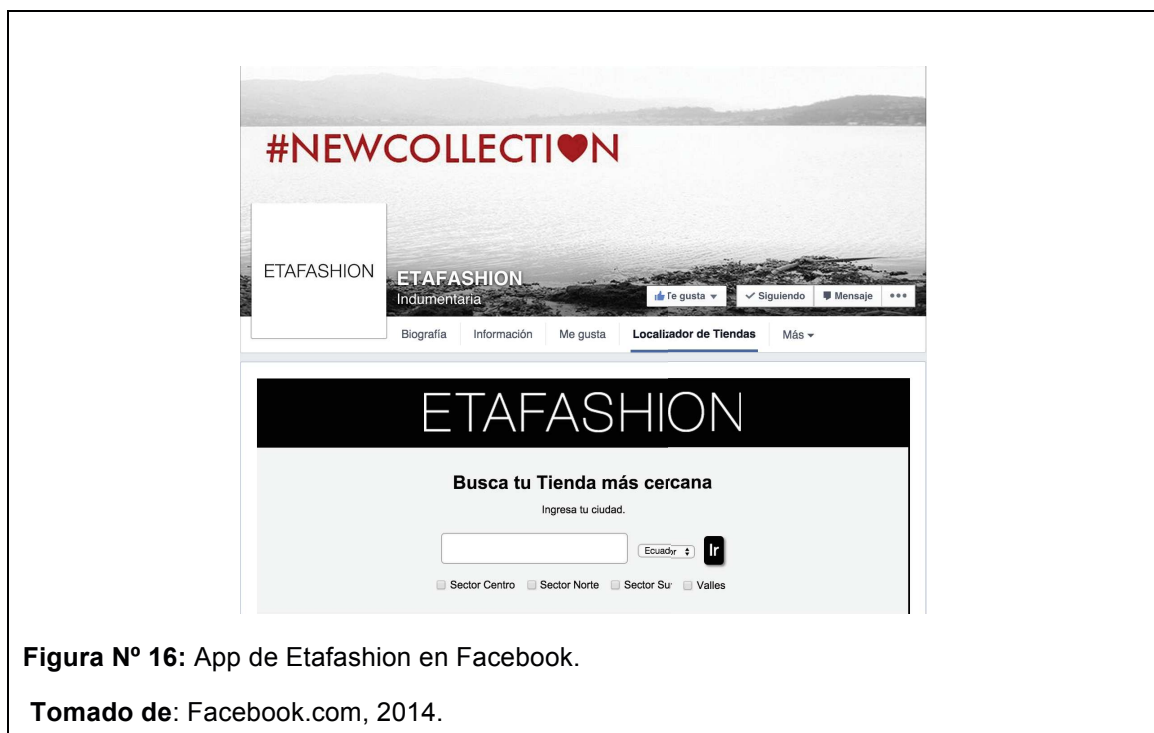 #NEWCOLLECTI♥N
ETAFASHION
ETAFASHION
Indumentaria
Te gusta
Siguiendo
Mensaje
Biografía Información Me gusta Localizador de Tiendas Más
ETAFASHION
Busca tu Tienda más cercana
Ingresa tu ciudad.
Ecuador Ir
Sector Centro Sector Norte Sector Sur Valles
Figura Nº 16: App de Etafashion en Facebook.
Tomado de: Facebook.com, 2014.